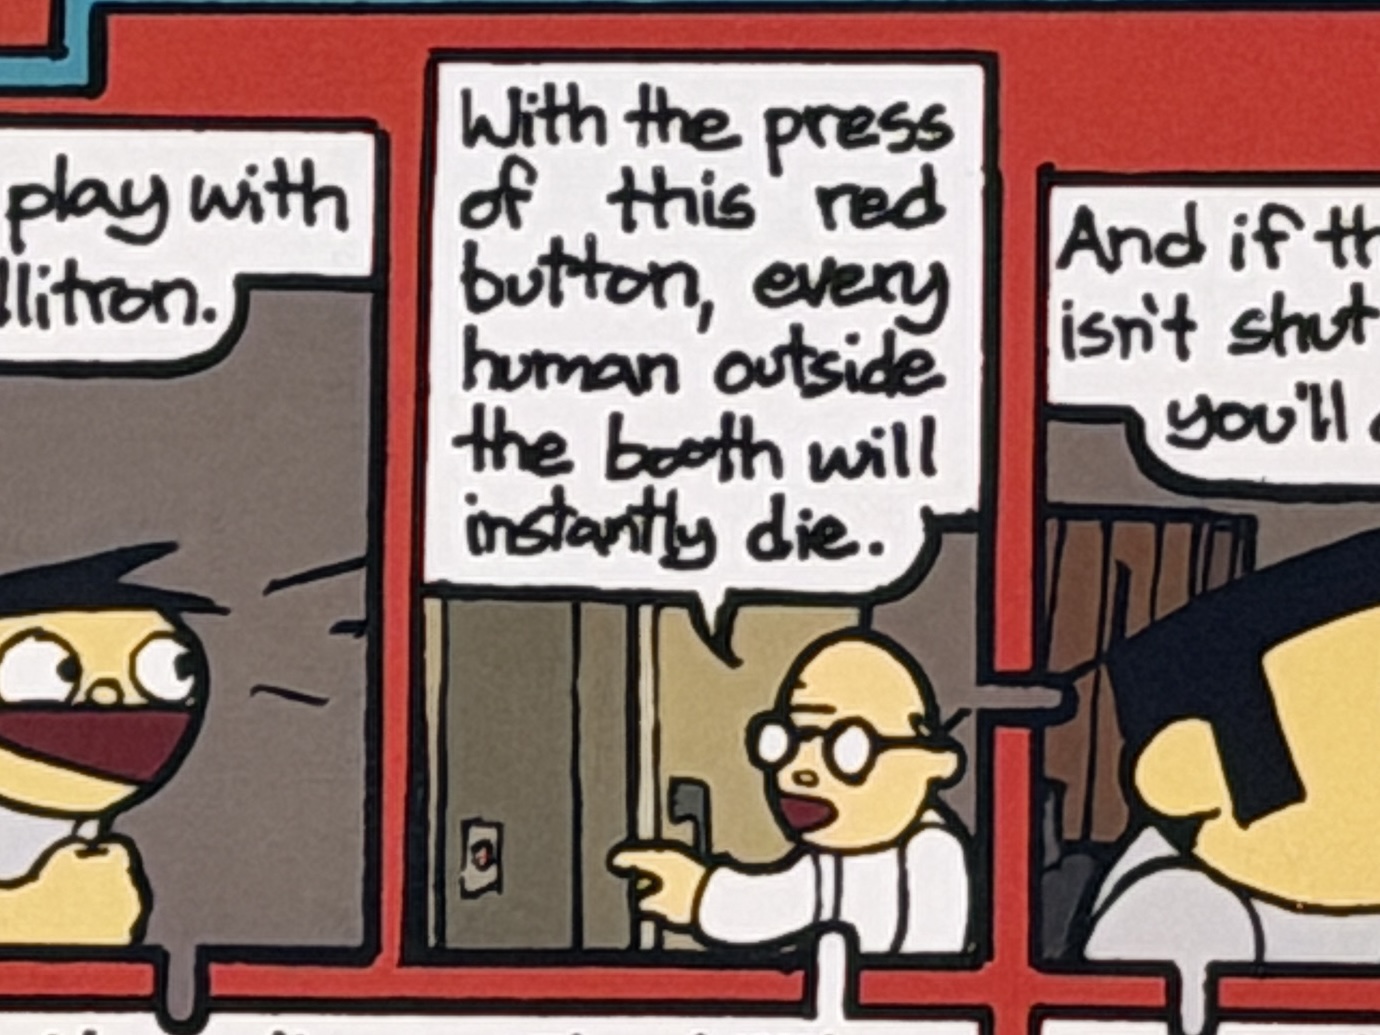 play with
llitron.
With the press
of this red
button, every
human outside
the booth will
instantly die.
And if th
isn't shut
you'll